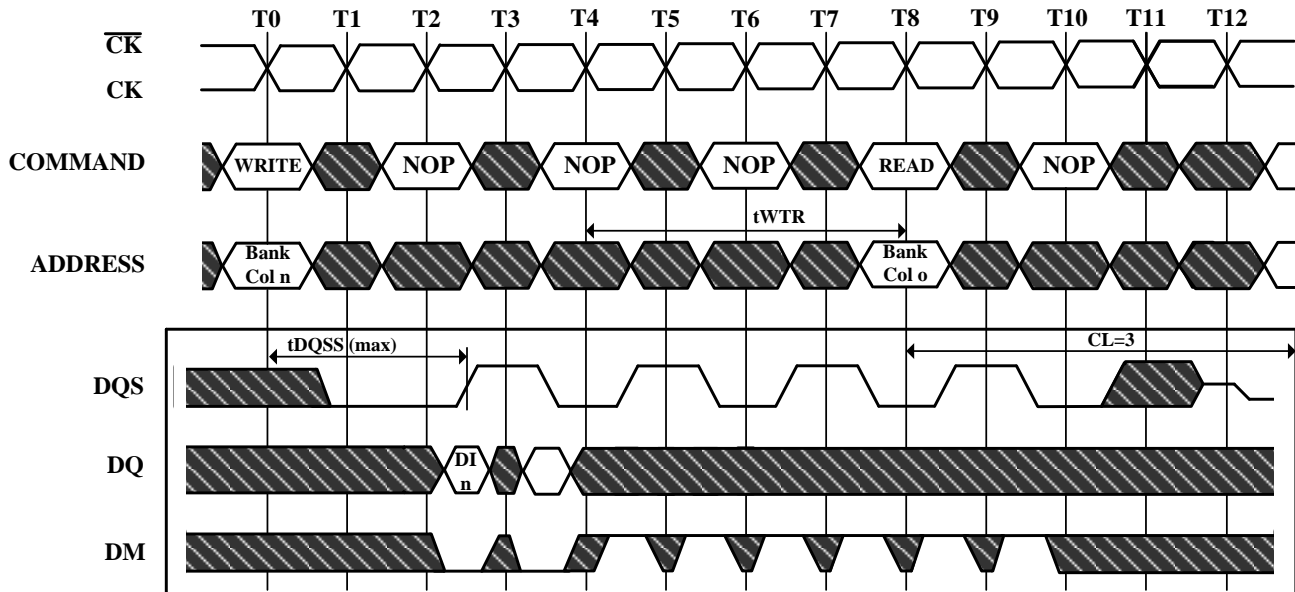 T0 T1 T2 T3 T4 T5 T6 T7 T8 T9 T10 T11 T12
CK
CK
COMMAND WRITE NOP NOP NOP READ NOP
tWTR
ADDRESS Bank Col n Bank Col o
tDQSS (max) CL=3
DQS
DQ DI n
DM